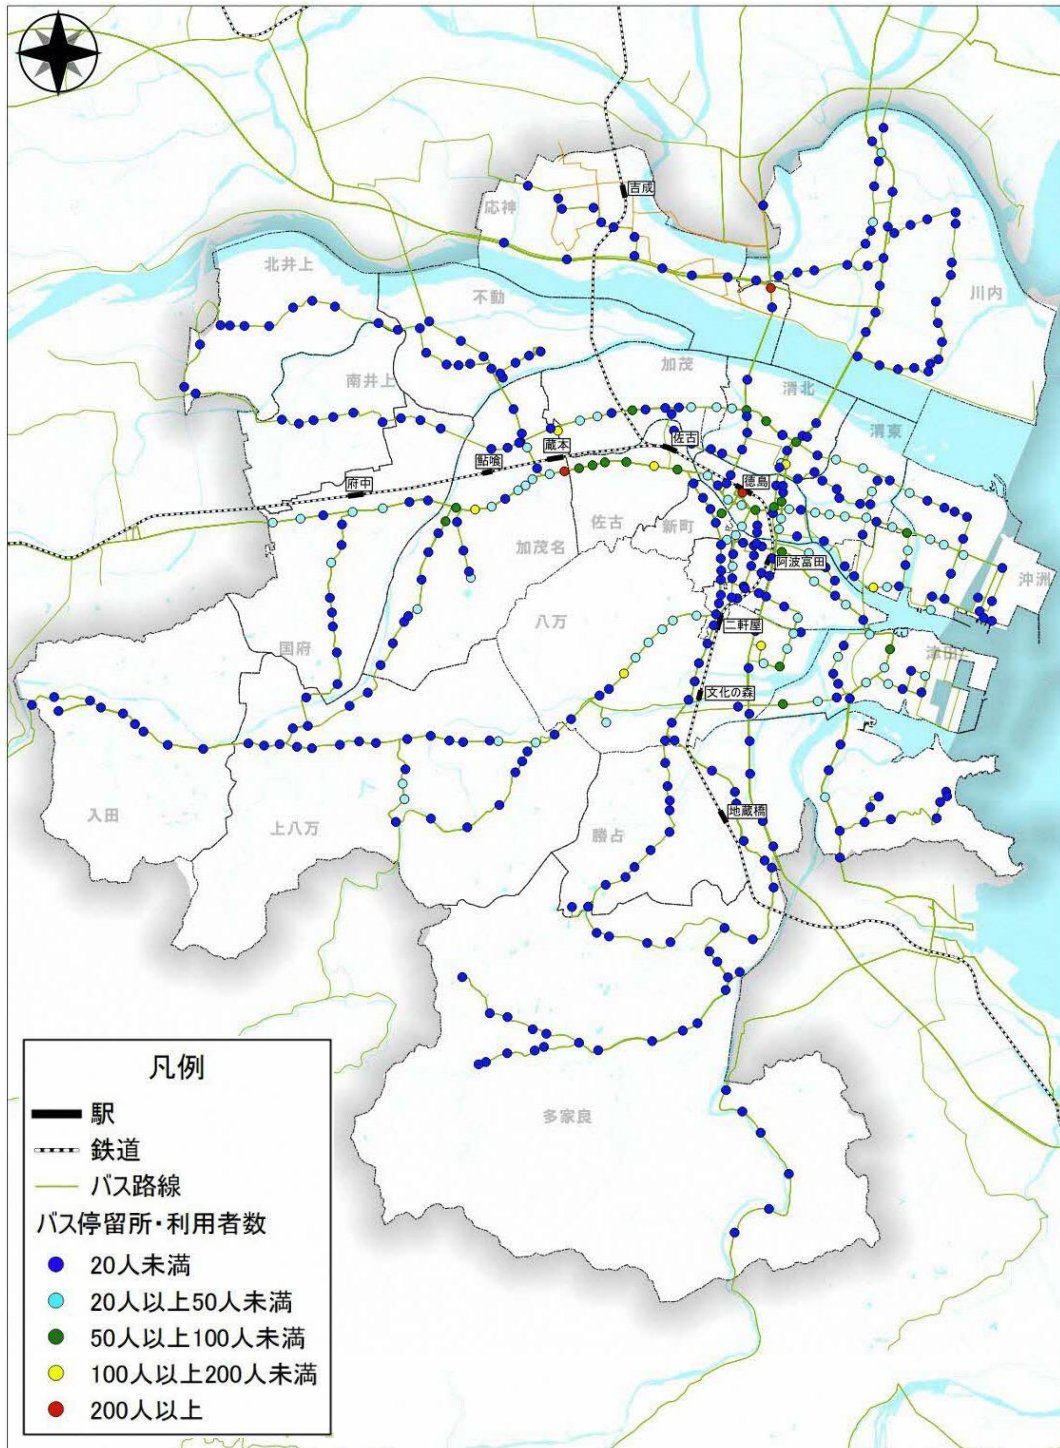 吉成
応神
北井上
川内
不動
加茂
南井上
渭北
渭東
佐古
蔵本
鮎喰
徳島
府中
佐古
新町
加茂名
阿波富田
沖洲
八万
二軒屋
国府
津田
文化の森
入田
上八万
勝占
地蔵橋
多家良
凡例
駅
鉄道
バス路線
バス停留所・利用者数
20人未満
20人以上50人未満
50人以上100人未満
100人以上200人未満
200人以上